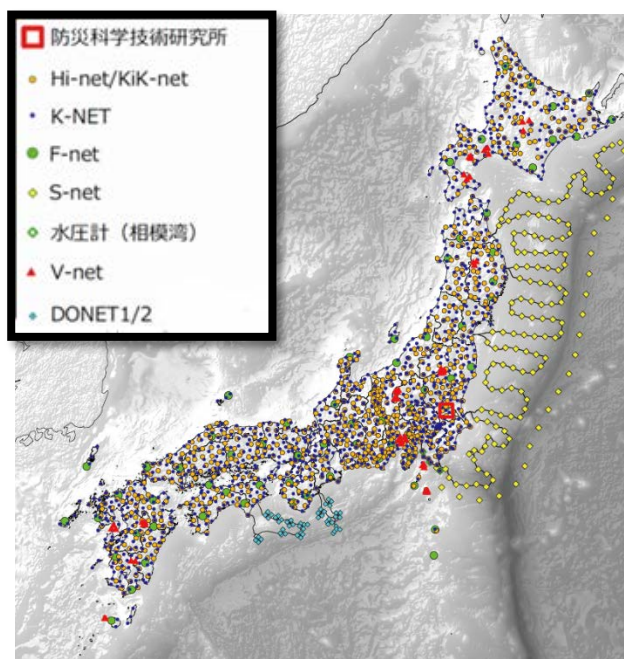 防災科学技術研究所
Hi-net/KiK-net
K-NET
F-net
S-net
水圧計（相模湾）
V-net
DONET1/2